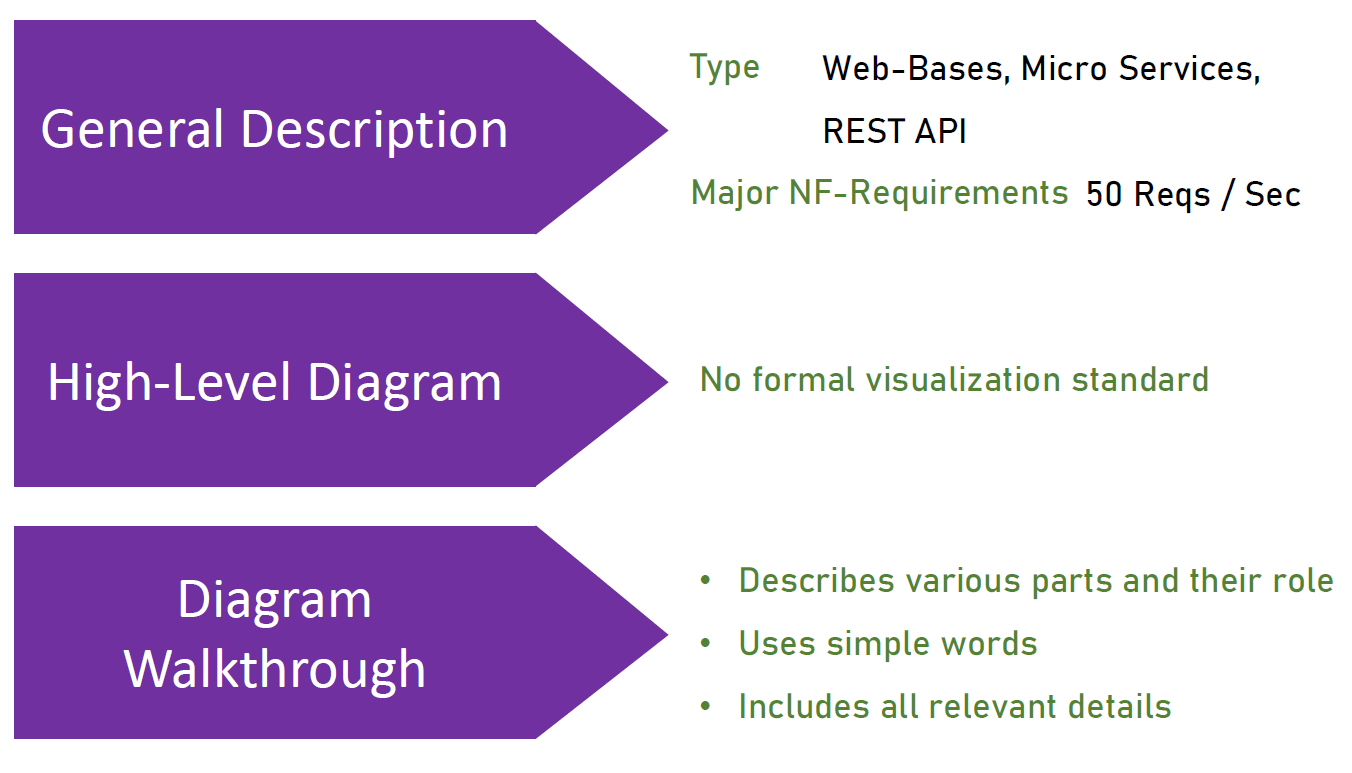 General Description
Type Web-Bases, Micro Services,
REST API
Major NF-Requirements 50 Reqs / Sec
High-Level Diagram
No formal visualization standard
Diagram
Walkthrough
• Describes various parts and their role
• Uses simple words
• Includes all relevant details